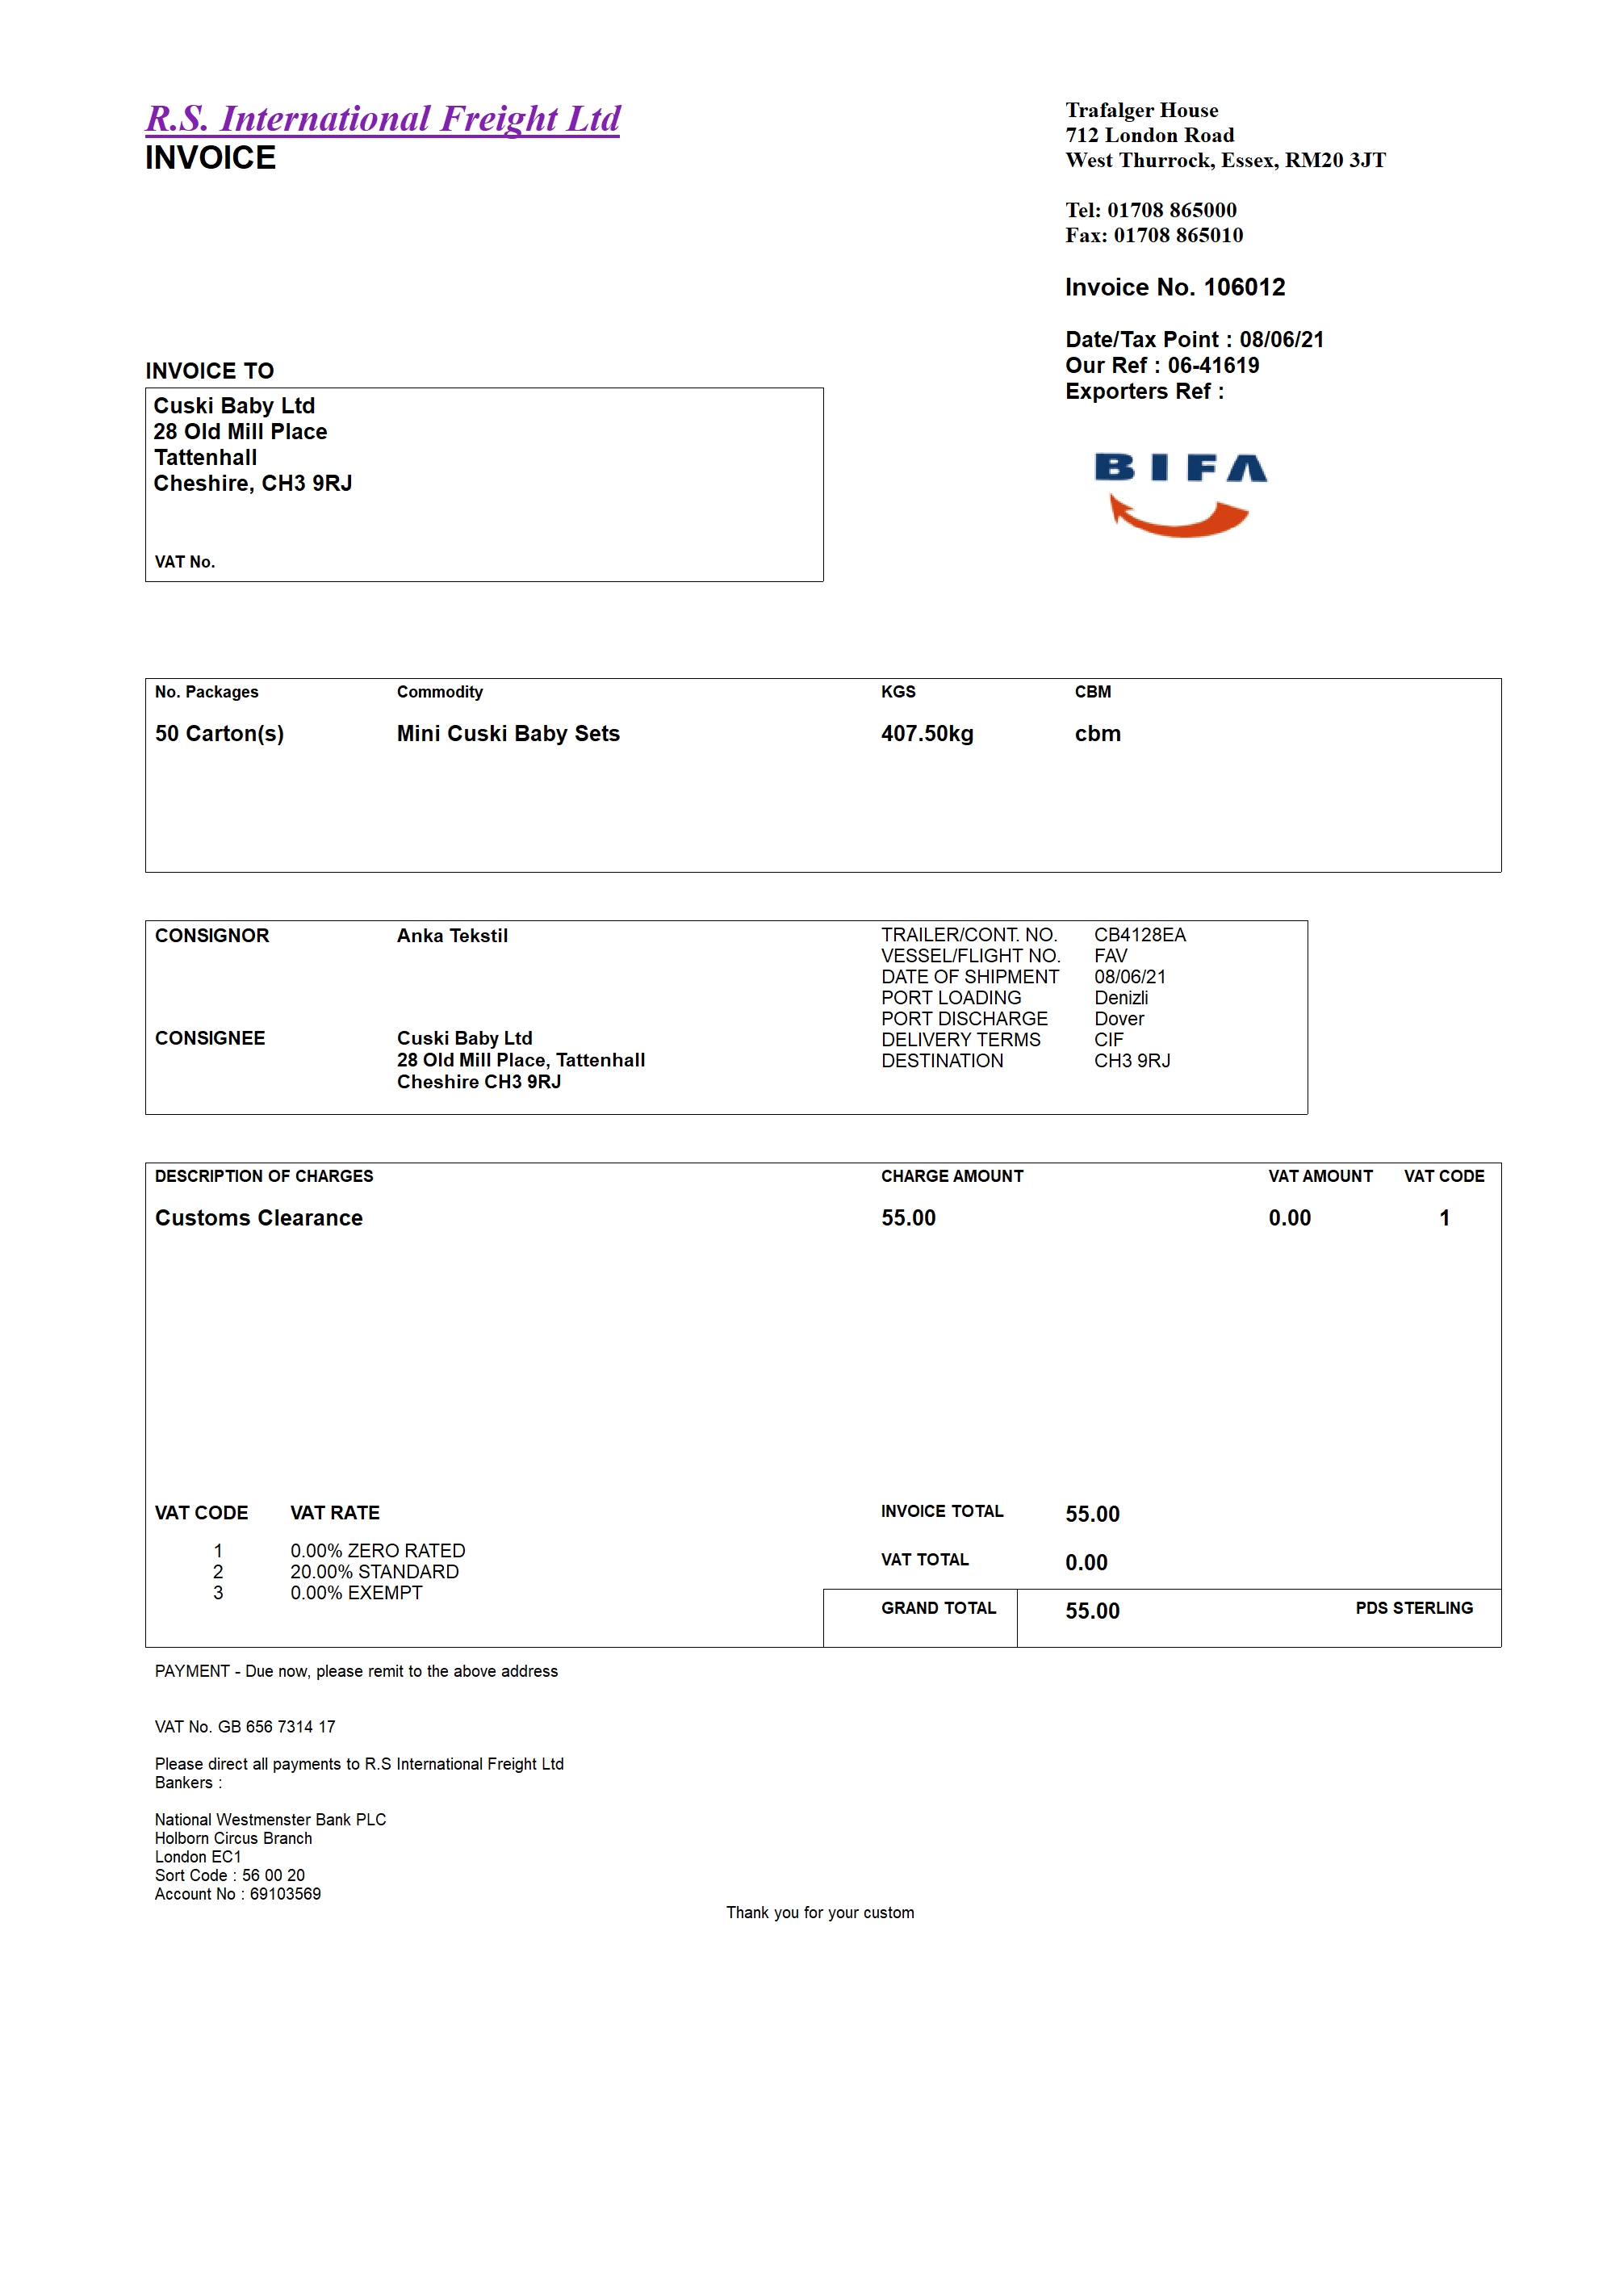 R.S. International Freight Ltd
INVOICE
Trafalger House
712 London Road
West Thurrock, Essex, RM20 3JT
Tel: 01708 865000
Fax: 01708 865010
Invoice No. 106012
Date/Tax Point : 08/06/21
Our Ref : 06-41619
Exporters Ref :
BIFA
INVOICE TO
Cuski Baby Ltd
28 Old Mill Place
Tattenhall
Cheshire, CH3 9RJ
VAT No.
No. Packages Commodity KGS CBM
50 Carton(s) Mini Cuski Baby Sets 407.50kg cbm
CONSIGNOR Anka Tekstil
CONSIGNEE Cuski Baby Ltd
28 Old Mill Place, Tattenhall
Cheshire CH3 9RJ
TRAILER/CONT. NO. CB4128EA
VESSEL/FLIGHT NO. FAV
DATE OF SHIPMENT 08/06/21
PORT LOADING Denizli
PORT DISCHARGE Dover
DELIVERY TERMS CIF
DESTINATION CH3 9RJ
DESCRIPTION OF CHARGES CHARGE AMOUNT VAT AMOUNT VAT CODE
Customs Clearance 55.00 0.00 1
VAT CODE VAT RATE
1 0.00% ZERO RATED
2 20.00% STANDARD
3 0.00% EXEMPT
INVOICE TOTAL 55.00
VAT TOTAL 0.00
GRAND TOTAL 55.00 PDS STERLING
PAYMENT - Due now, please remit to the above address
VAT No. GB 656 7314 17
Please direct all payments to R.S International Freight Ltd
Bankers :
National Westmenster Bank PLC
Holborn Circus Branch
London EC1
Sort Code : 56 00 20
Account No : 69103569
Thank you for your custom